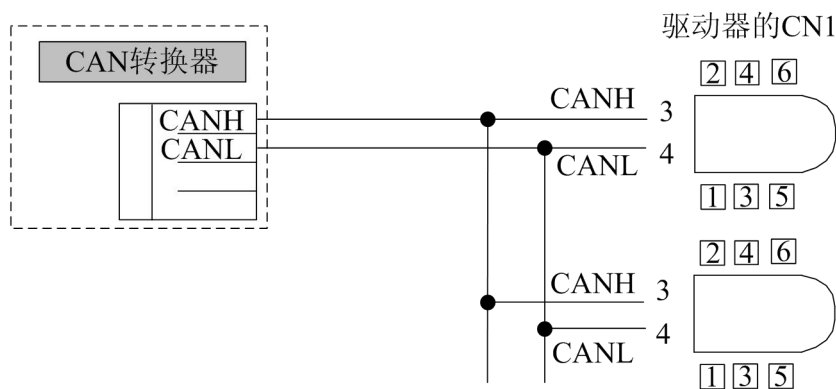 驱动器的CN1
CAN转换器
2 4 6
CANH
CANL
CANH 3
CANL 4
1 3 5
2 4 6
CANH 3
CANL 4
1 3 5